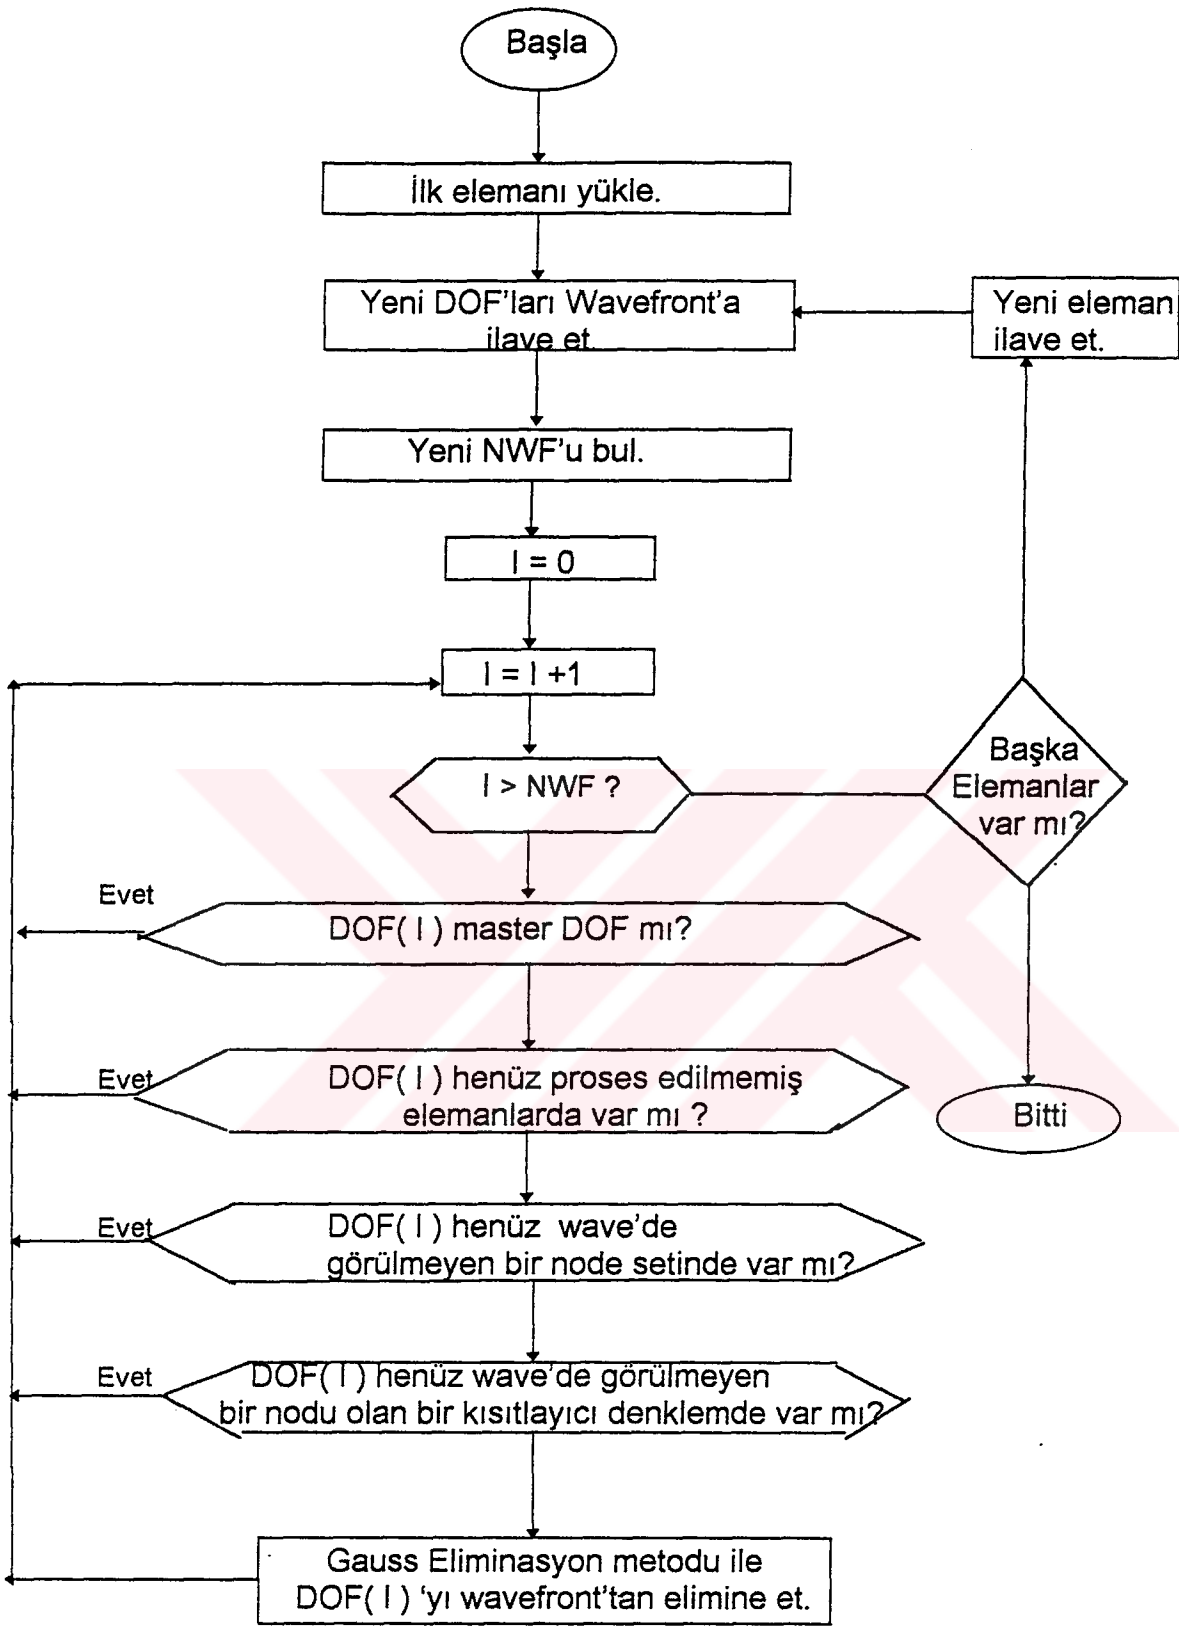 Başla
İlk elemanı yükle.
Yeni DOF'ları Wavefront'a
ilave et.
Yeni eleman
ilave et.
Yeni NWF'u bul.
I = 0
I = I +1
I > NWF ?
Başka
Elemanlar
var mı?
Evet
DOF( I ) master DOF mı?
Evet
DOF( I ) henüz proses edilmemiş
elemanlarda var mı ?
Bitti
Evet
DOF( I ) henüz wave'de
görülmeyen bir node setinde var mı?
Evet
DOF( I ) henüz wave'de görülmeyen
bir nodu olan bir kısıtlayıcı denklemde var mı?
Gauss Eliminasyon metodu ile
DOF( I ) 'yı wavefront'tan elimine et.